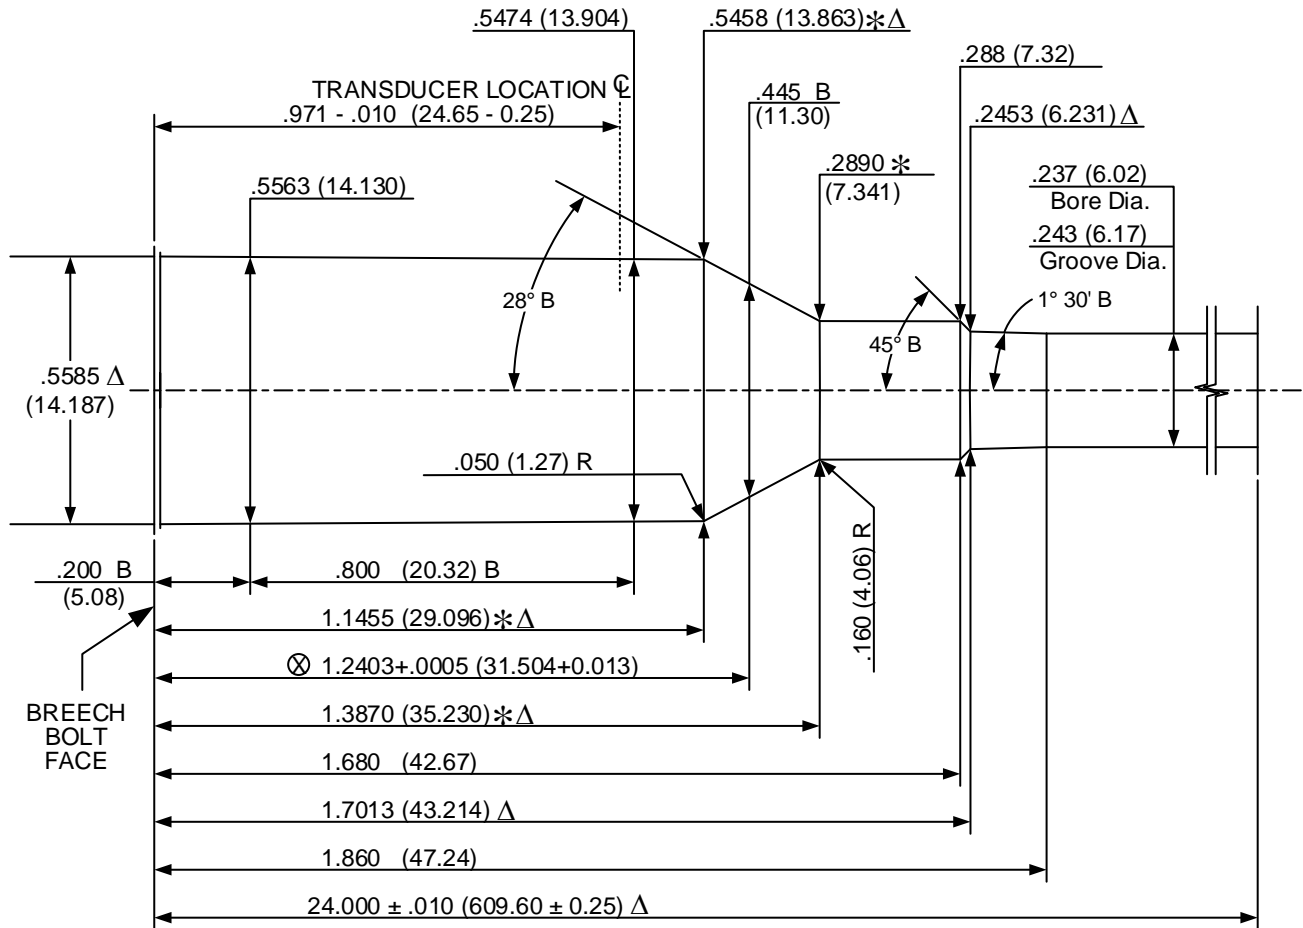 .5474 (13.904)
.5458 (13.863)✻Δ
.288 (7.32)
TRANSDUCER LOCATION ℄
.971 - .010 (24.65 - 0.25)
.445 B
(11.30)
.2453 (6.231) Δ
.5563 (14.130)
.2890 ✻
(7.341)
.237 (6.02)
Bore Dia.
.243 (6.17)
Groove Dia.
28° B
1° 30' B
45° B
.5585 Δ
(14.187)
.050 (1.27) R
.160 (4.06) R
.200 B
(5.08)
.800 (20.32) B
1.1455 (29.096)✻Δ
⊗ 1.2403+.0005 (31.504+0.013)
BREECH
BOLT
FACE
1.3870 (35.230)✻Δ
1.680 (42.67)
1.7013 (43.214) Δ
1.860 (47.24)
24.000 ± .010 (609.60 ± 0.25) Δ